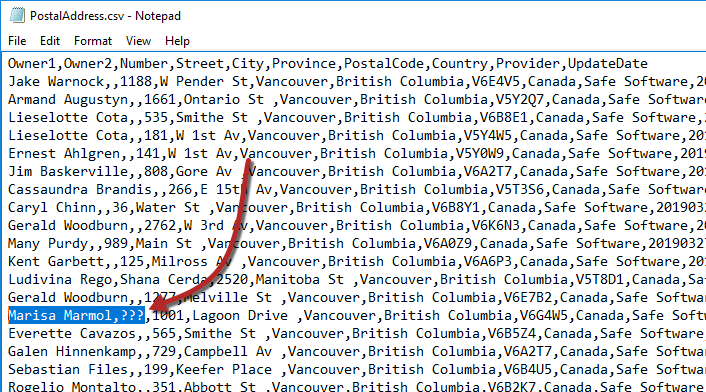 PostalAddress.csv - Notepad
File Edit Format View Help
Owner1,Owner2,Number,Street,City,Province,PostalCode,Country,Provider,UpdateDate
Jake Warnock,,1188,W Pender St,Vancouver,British Columbia,V6E4V5,Canada,Safe Software,20
Armand Augustyn,,1661,Ontario St ,Vancouver,British Columbia,V5Y2Q7,Canada,Safe Software
Lieselotte Cota,,535,Smithe St ,Vancouver,British Columbia,V6B8E1,Canada,Safe Software,
Lieselotte Cota,,181,W 1st Av,Vancouver,British Columbia,V5Y4W5,Canada,Safe Software,201
Ernest Ahlgren,,141,W 1st Av,Vancouver,British Columbia,V5Y0W9,Canada,Safe Software,2019
Jim Baskerville,,808,Gore Av ,Vancouver,British Columbia,V6A2T7,Canada,Safe Software,201
Cassaundra Brandis,,266,E 15th Av,Vancouver,British Columbia,V5T3S6,Canada,Safe Software
Caryl Chinn,,36,Water St ,Vancouver,British Columbia,V6B8Y1,Canada,Safe Software,2019032
Gerald Woodburn,,2762,W 3rd Av,Vancouver,British Columbia,V6K6N3,Canada,Safe Software,20
Many Purdy,,989,Main St ,Vancouver,British Columbia,V6A0Z9,Canada,Safe Software,20190327
Kent Garbett,,125,Milross Av ,Vancouver,British Columbia,V6A6P3,Canada,Safe Software,201
Ludivina Rego,Shana Cerda,2520,Manitoba St ,Vancouver,British Columbia,V5T8D1,Canada,Saf
Gerald Woodburn,,1277,Melville St ,Vancouver,British Columbia,V6E7B2,Canada,Safe Softwar
Marisa Marmol,???,1001,Lagoon Drive ,Vancouver,British Columbia,V6G4W5,Canada,Safe Softw
Everette Cavazos,,565,Smithe St ,Vancouver,British Columbia,V6B5Z4,Canada,Safe Software,
Galen Hinnenkamp,,729,Campbell Av ,Vancouver,British Columbia,V6A2T7,Canada,Safe Softwar
Sebastian Files,,199,Keefer Place ,Vancouver,British Columbia,V6B4U5,Canada,Safe Softwar
Rogelio Montalto,,351,Abbott St ,Vancouver,British Columbia,V6B2K7,Canada,Safe Software,